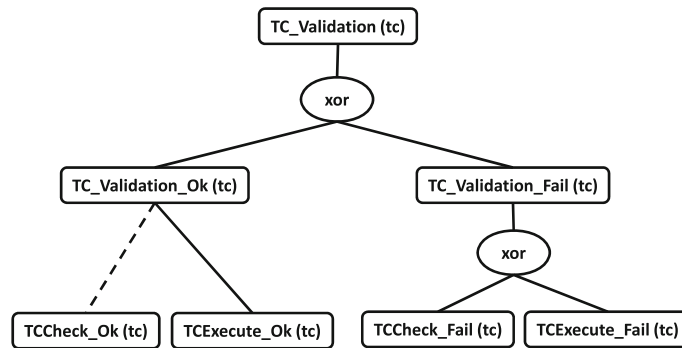 TC_Validation (tc)
xor
TC_Validation_Ok (tc)
TC_Validation_Fail (tc)
xor
TCCheck_Ok (tc)
TCExecute_Ok (tc)
TCCheck_Fail (tc)
TCExecute_Fail (tc)